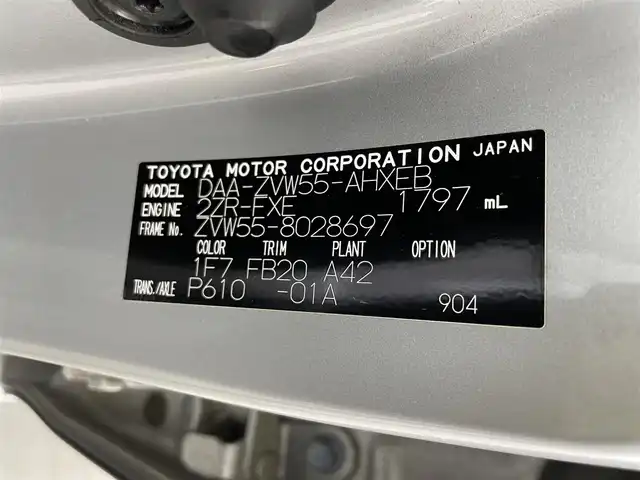 TOYOTA MOTOR CORPORATION JAPAN
MODEL DAA-ZVW55-AHXEB
ENGINE 2ZR-FXE 1797 mL
FRAME No. ZVW55-8028697
COLOR TRIM PLANT OPTION
1F7 FB20 A42
TRANS./AXLE P610 -01A 904